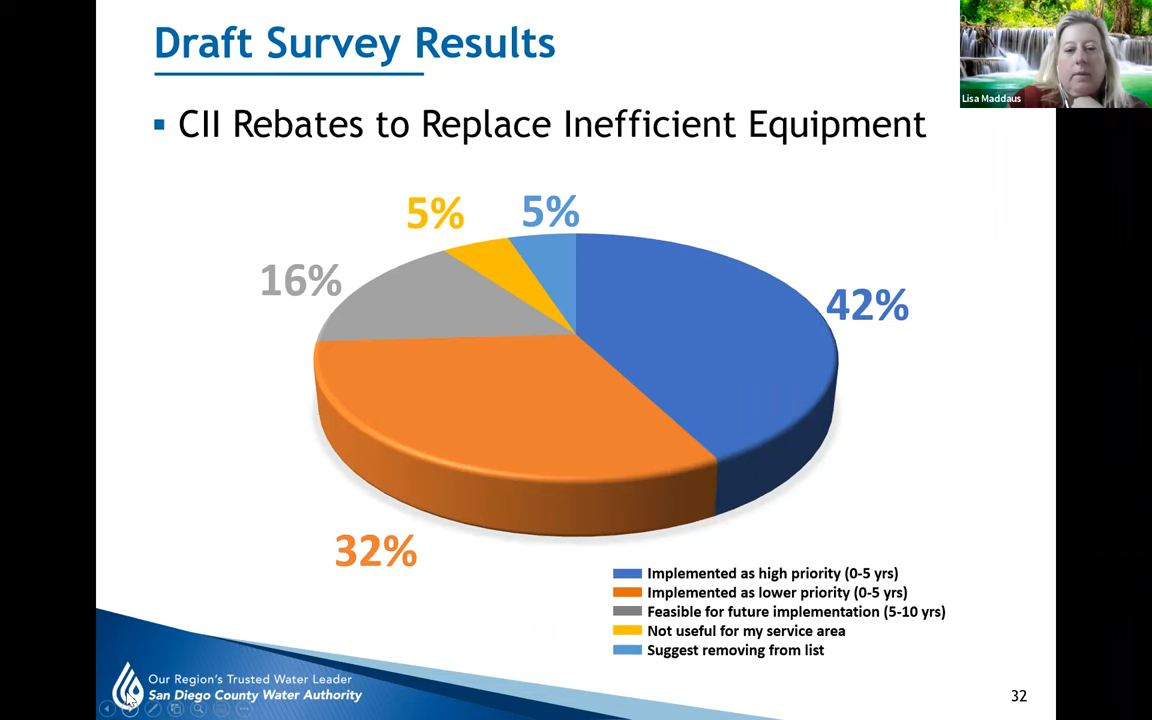 Draft Survey Results
Lisa Maddaus
▪ CII Rebates to Replace Inefficient Equipment
5%
5%
16%
42%
32%
Implemented as high priority (0-5 yrs)
Implemented as lower priority (0-5 yrs)
Feasible for future implementation (5-10 yrs)
Not useful for my service area
Suggest removing from list
Our Region's Trusted Water Leader
San Diego County Water Authority
32